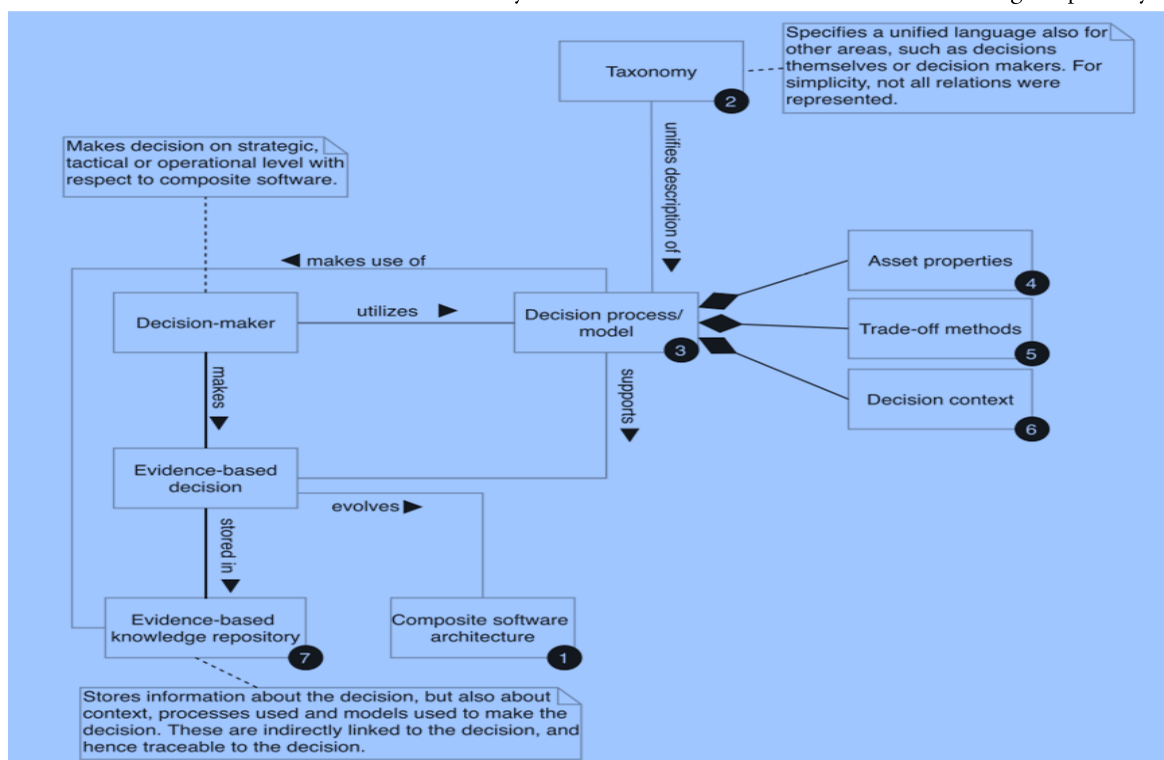 Specifies a unified language also for
other areas, such as decisions
themselves or decision makers. For
simplicity, not all relations were
represented.
Taxonomy
2
unifies description of
Makes decision on strategic,
tactical or operational level with
respect to composite software.
makes use of
Asset properties
4
Decision-maker
utilizes
Decision process/
model
3
Trade-off methods
5
Decision context
6
makes
supports
Evidence-based
decision
evolves
stored in
Evidence-based
knowledge repository
7
Composite software
architecture
1
Stores information about the decision, but also about
context, processes used and models used to make the
decision. These are indirectly linked to the decision, and
hence traceable to the decision.